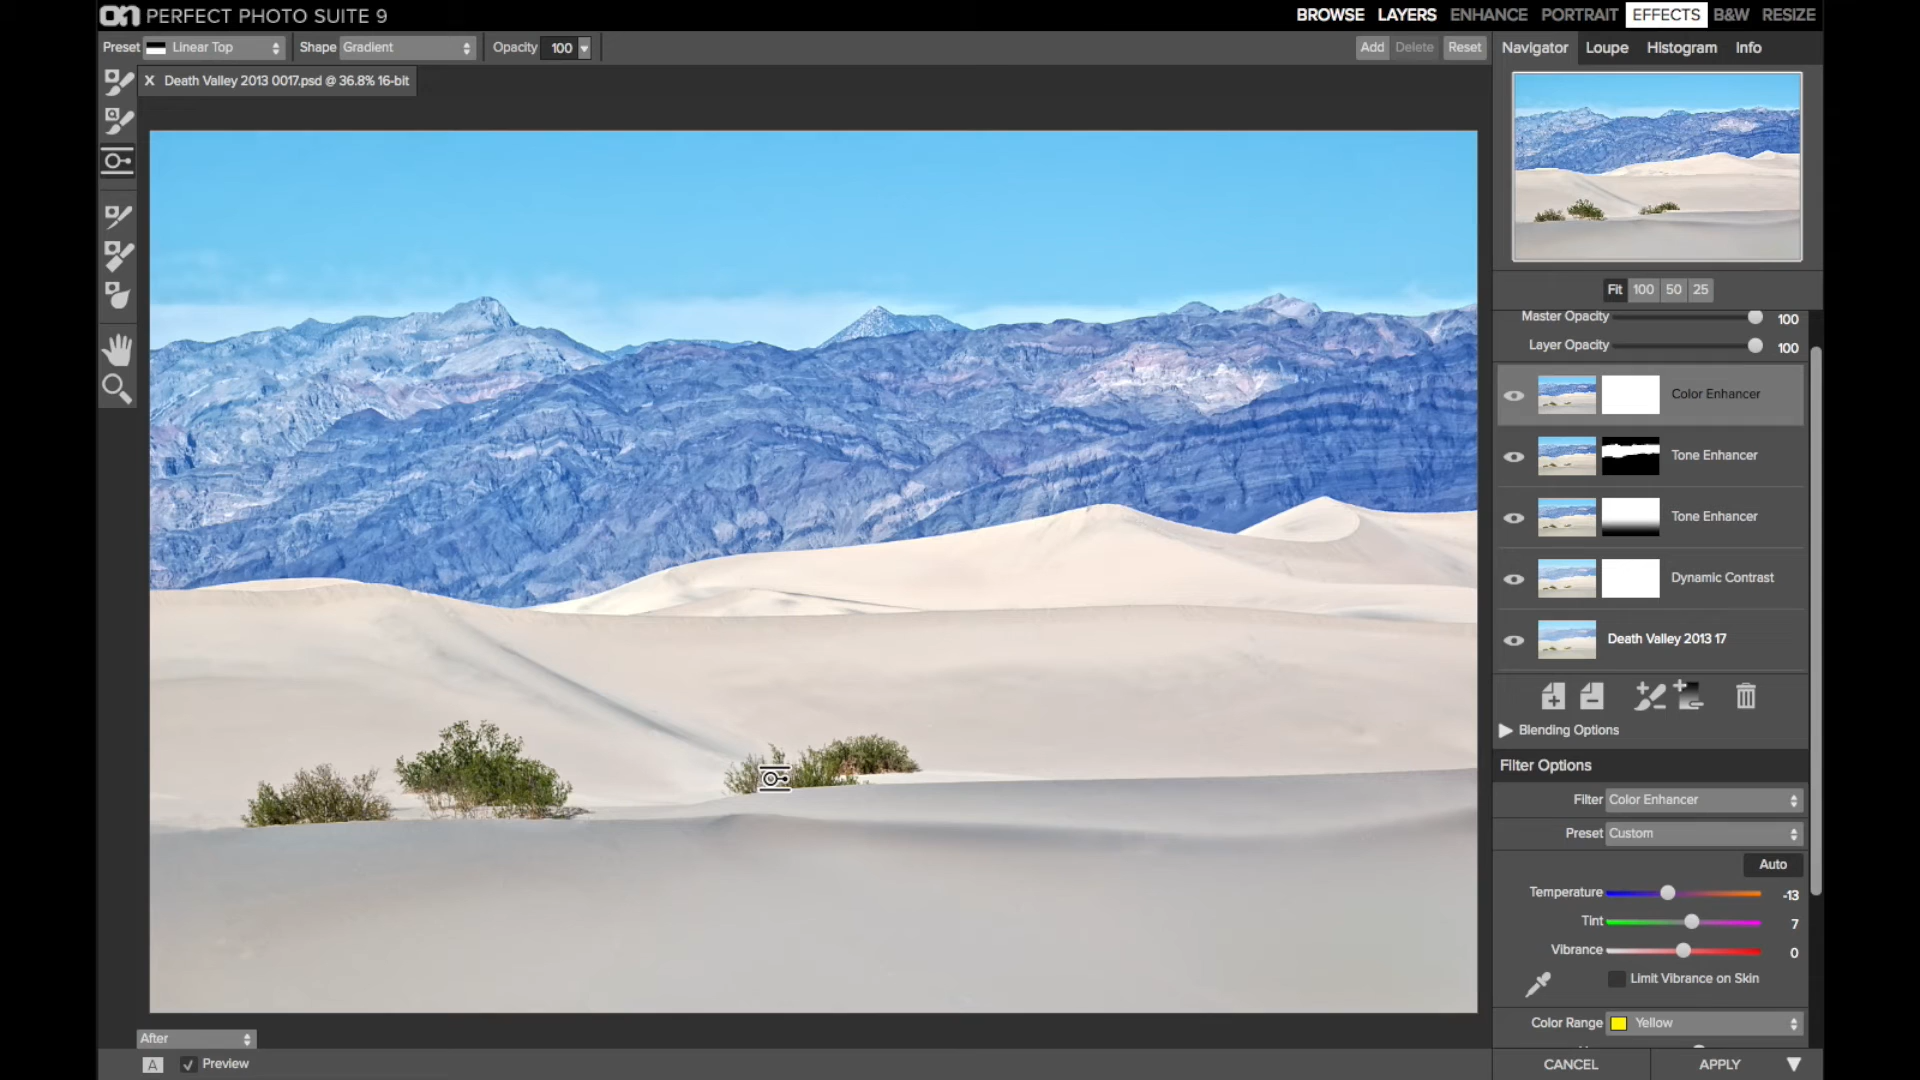 ON PERFECT PHOTO SUITE 9
BROWSE LAYERS ENHANCE PORTRAIT EFFECTS B&W RESIZE
Preset Linear Top Shape Gradient Opacity 100 Add Delete Reset
Navigator Loupe Histogram Info
X Death Valley 2013 0017.psd @ 36.8% 16-bit
Fit 100 50 25
Master Opacity 100
Layer Opacity 100
Color Enhancer
Tone Enhancer
Tone Enhancer
Dynamic Contrast
Death Valley 2013 17
Blending Options
Filter Options
Filter Color Enhancer
Preset Custom
Auto
Temperature -13
Tint 7
Vibrance 0
Limit Vibrance on Skin
Color Range Yellow
After
A Preview
CANCEL APPLY